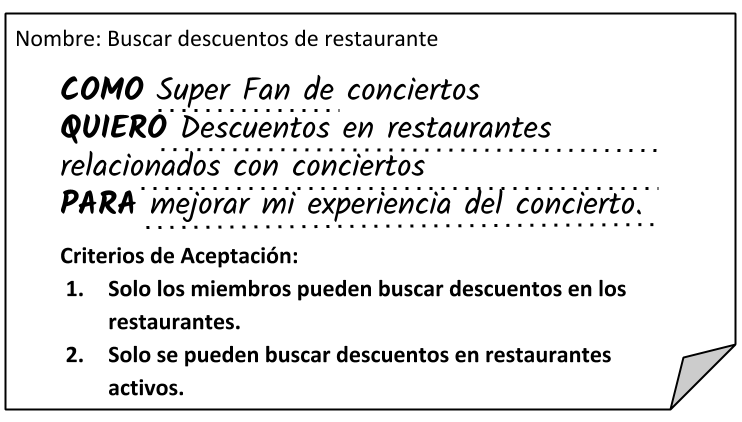 Nombre: Buscar descuentos de restaurante
COMO Super Fan de conciertos
QUIERO Descuentos en restaurantes
relacionados con conciertos
PARA mejorar mi experiencia del concierto.
Criterios de Aceptación:
1. Solo los miembros pueden buscar descuentos en los
restaurantes.
2. Solo se pueden buscar descuentos en restaurantes
activos.